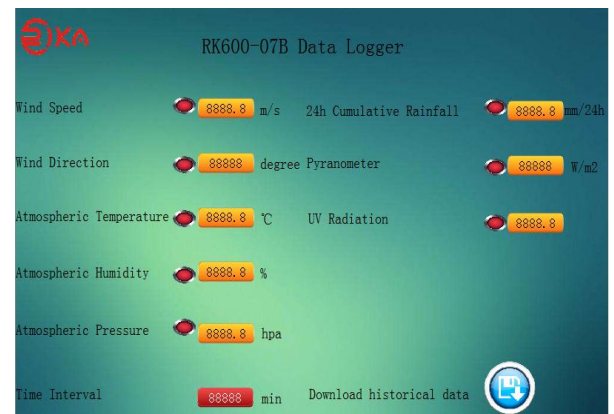 RKA
RK600-07B Data Logger
Wind Speed 8888.8 m/s 24h Cumulative Rainfall 8888.8 mm/24h
Wind Direction 88888 degree Pyranometer 88888 W/m2
Atmospheric Temperature 8888.8 ℃ UV Radiation 8888.8
Atmospheric Humidity 8888.8 %
Atmospheric Pressure 8888.8 hpa
Time Interval 88888 min Download historical data